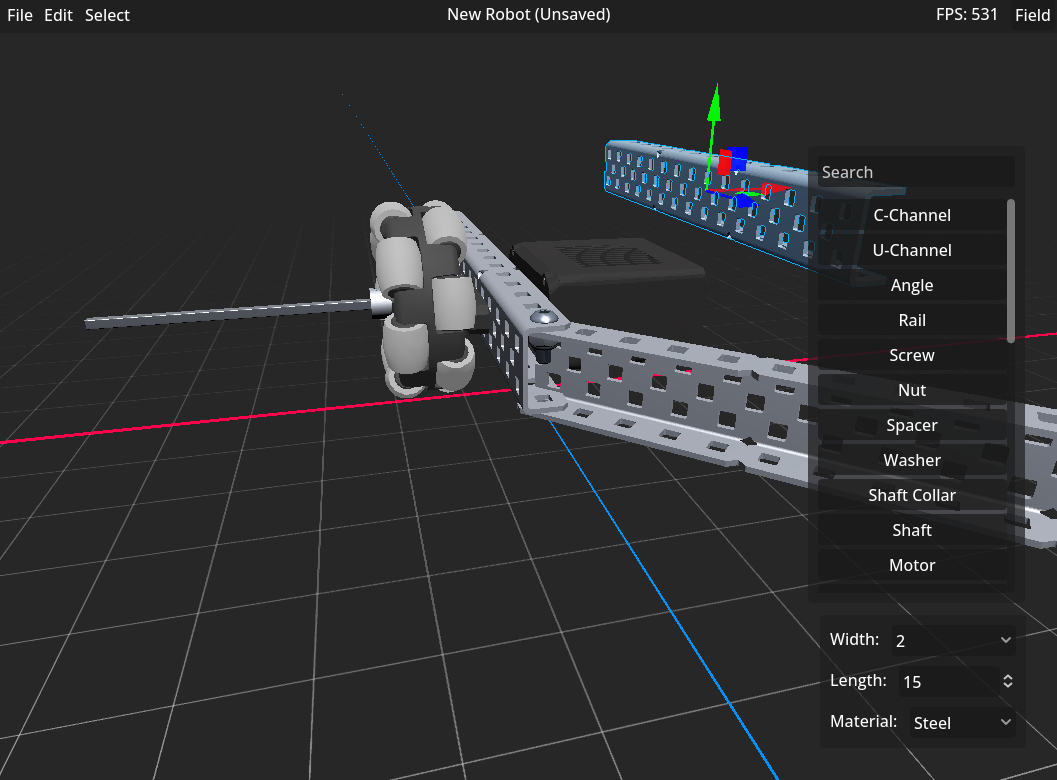 File Edit Select New Robot (Unsaved) FPS: 531 Field
Search
C-Channel
U-Channel
Angle
Rail
Screw
Nut
Spacer
Washer
Shaft Collar
Shaft
Motor
Width: 2
Length: 15
Material: Steel